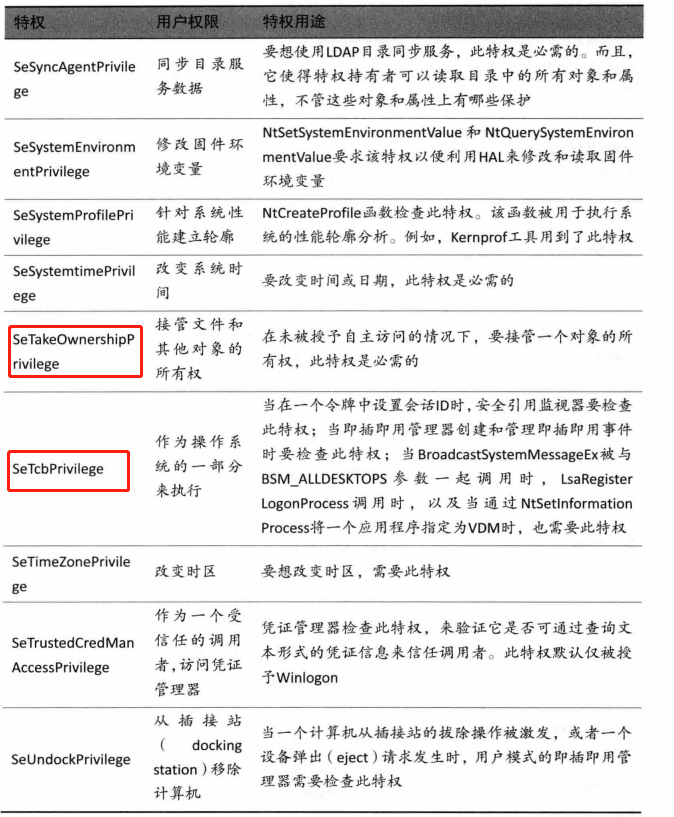 特权 用户权限 特权用途
SeSyncAgentPrivile
ge
同步目录服
务数据
要想使用LDAP目录同步服务，此特权是必需的。而且，
它使得特权持有者可以读取目录中的所有对象和属
性，不管这些对象和属性上有哪些保护
SeSystemEnvironm
entPrivilege
修改固件环
境变量
NtSetSystemEnvironmentValue 和 NtQuerySystemEnviron
mentValue要求该特权以便利用HAL来修改和读取固件
环境变量
SeSystemProfilePri
vilege
针对系统性
能建立轮廓
NtCreateProfile函数检查此特权。该函数被用于执行系
统的性能轮廓分析。例如，Kernprof工具用到了此特权
SeSystemtimePrivil
ege
改变系统时
间
要改变时间或日期，此特权是必需的
SeTakeOwnershipP
rivilege
接管文件和
其他对象的
所有权
在未被授予自主访问的情况下，要接管一个对象的所
有权，此特权是必需的
SeTcbPrivilege
作为操作系
统的一部分
来执行
当在一个令牌中设置会话ID时，安全引用监视器要检查
此特权；当即插即用管理器创建和管理即插即用事件
时要检查此特权；当BroadcastSystemMessageEx被与
BSM_ALLDESKTOPS 参数一起调用时，LsaRegister
LogonProcess 调用时，以及当通过NtSetInformation
Process将一个应用程序指定为VDM时，也需要此特权
SeTimeZonePrivile
ge
改变时区
要想改变时区，需要此特权
SeTrustedCredMan
AccessPrivilege
作为一个受
信任的调用
者,访问凭证
管理器
凭证管理器检查此特权，来验证它是否可通过查询文
本形式的凭证信息来信任调用者。此特权默认仅被授
予Winlogon
SeUndockPrivilege
从插接站
（docking
station）移除
计算机
当一个计算机从插接站的拔除操作被激发，或者一个
设备弹出（eject）请求发生时，用户模式的即插即用管
理器需要检查此特权